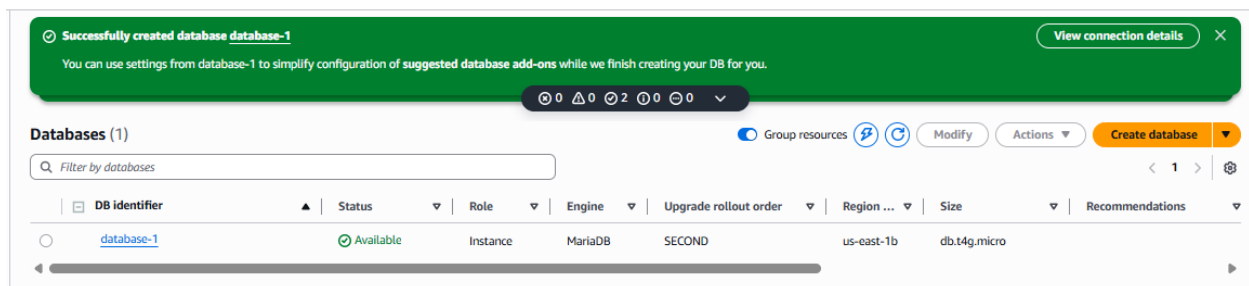 Successfully created database database-1
View connection details
You can use settings from database-1 to simplify configuration of suggested database add-ons while we finish creating your DB for you.
0 0 2 0 0
Databases (1)
Group resources
Modify
Actions
Create database
Filter by databases
1
DB identifier Status Role Engine Upgrade rollout order Region ... Size Recommendations
database-1 Available Instance MariaDB SECOND us-east-1b db.t4g.micro